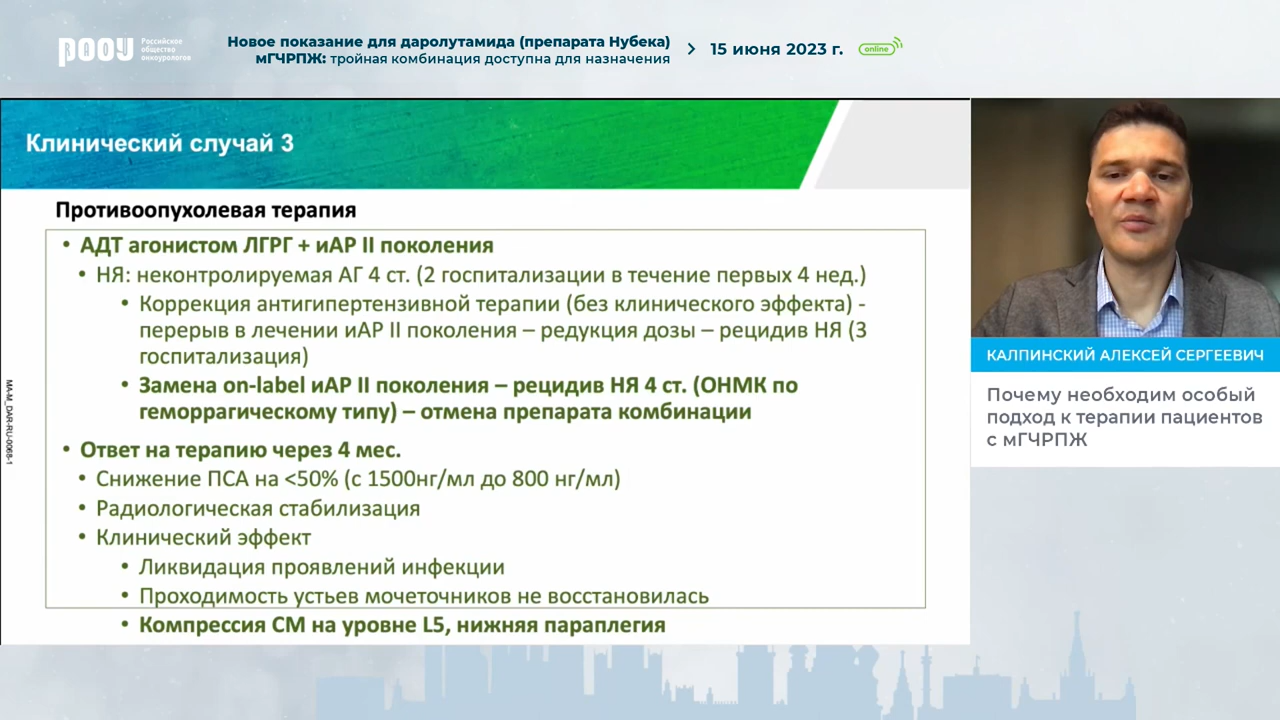 РООУ
Российское
общество
онкоурологов
Новое показание для даролутамида (препарата Нубека)
мГЧРПЖ: тройная комбинация доступна для назначения
15 июня 2023 г.
online
Клинический случай 3
Противоопухолевая терапия
• АДТ агонистом ЛГРГ + иАР II поколения
• НЯ: неконтролируемая АГ 4 ст. (2 госпитализации в течение первых 4 нед.)
• Коррекция антигипертензивной терапии (без клинического эффекта) -
перерыв в лечении иАР II поколения – редукция дозы – рецидив НЯ (3
госпитализация)
• Замена on-label иАР II поколения – рецидив НЯ 4 ст. (ОНМК по
геморрагическому типу) – отмена препарата комбинации
• Ответ на терапию через 4 мес.
• Снижение ПСА на <50% (с 1500нг/мл до 800 нг/мл)
• Радиологическая стабилизация
• Клинический эффект
• Ликвидация проявлений инфекции
• Проходимость устьев мочеточников не восстановилась
• Компрессия СМ на уровне L5, нижняя параплегия
MA-M_DAR-RU-0068-1
КАЛПИНСКИЙ АЛЕКСЕЙ СЕРГЕЕВИЧ
Почему необходим особый
подход к терапии пациентов
с мГЧРПЖ